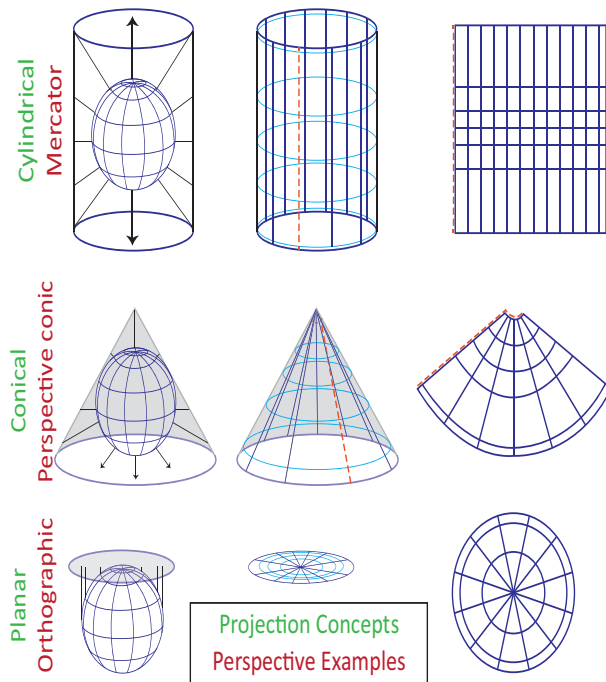 Cylindrical
Mercator
Conical
Perspective conic
Planar
Orthographic
Projection Concepts
Perspective Examples